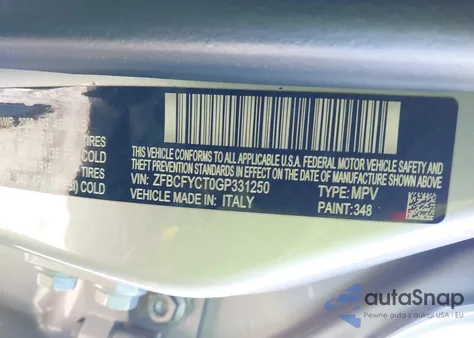 TIRES
COLD
TIRES
COLD
THIS VEHICLE CONFORMS TO ALL APPLICABLE U.S.A. FEDERAL MOTOR VEHICLE SAFETY AND
THEFT PREVENTION STANDARDS IN EFFECT ON THE DATE OF MANUFACTURE SHOWN ABOVE.
VIN: ZFBCFYCT0GP331250 TYPE: MPV
VEHICLE MADE IN: ITALY PAINT: 348
autoSnap
Pewne auta z aukcji USA i EU